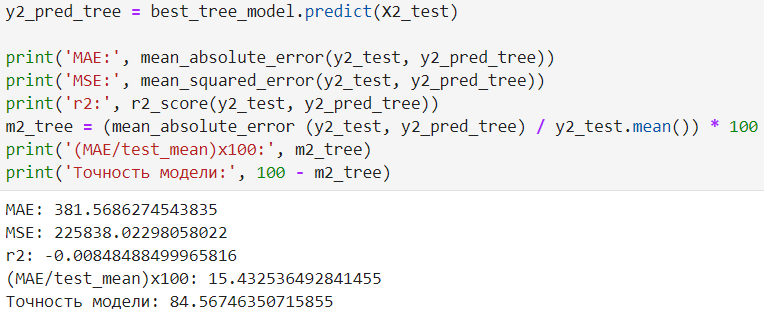 y2_pred_tree = best_tree_model.predict(X2_test)
print('MAE:', mean_absolute_error(y2_test, y2_pred_tree))
print('MSE:', mean_squared_error(y2_test, y2_pred_tree))
print('r2:', r2_score(y2_test, y2_pred_tree))
m2_tree = (mean_absolute_error (y2_test, y2_pred_tree) / y2_test.mean()) * 100
print('(MAE/test_mean)x100:', m2_tree)
print('Точность модели:', 100 - m2_tree)
MAE: 381.5686274543835
MSE: 225838.02298058022
r2: -0.00848488499965816
(MAE/test_mean)x100: 15.432536492841455
Точность модели: 84.56746350715855